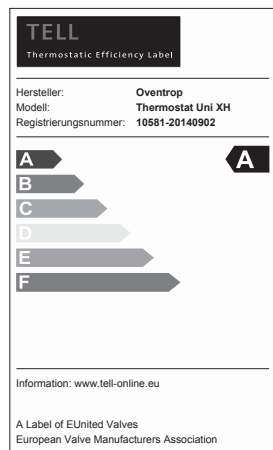 TELL
Thermostatic Efficiency Label
Hersteller: Oventrop
Modell: Thermostat Uni XH
Registrierungsnummer: 10581-20140902
A A
B
C
D
E
F
Information: www.tell-online.eu
A Label of EUnited Valves
European Valve Manufacturers Association